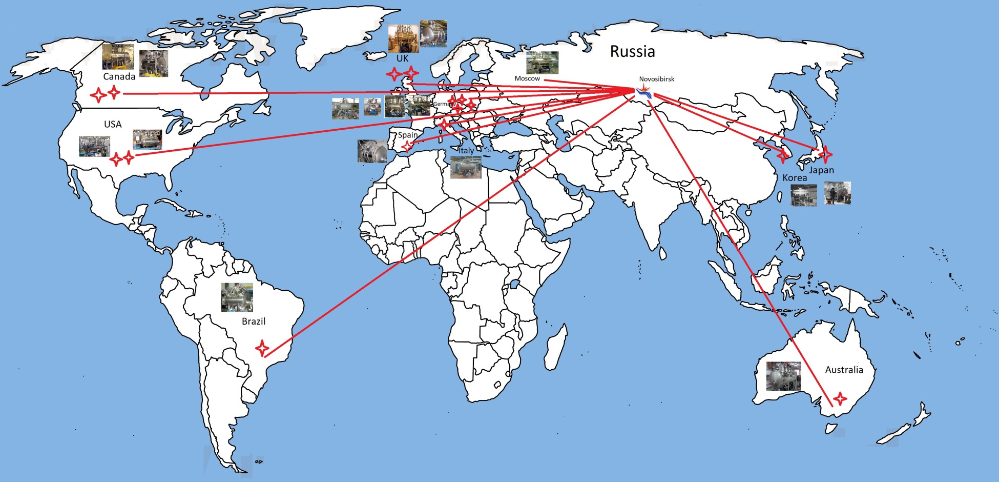 UK
Russia
Canada
Moscow
Novosibirsk
Germany
USA
Spain
Italy
Japan
Korea
Brazil
Australia